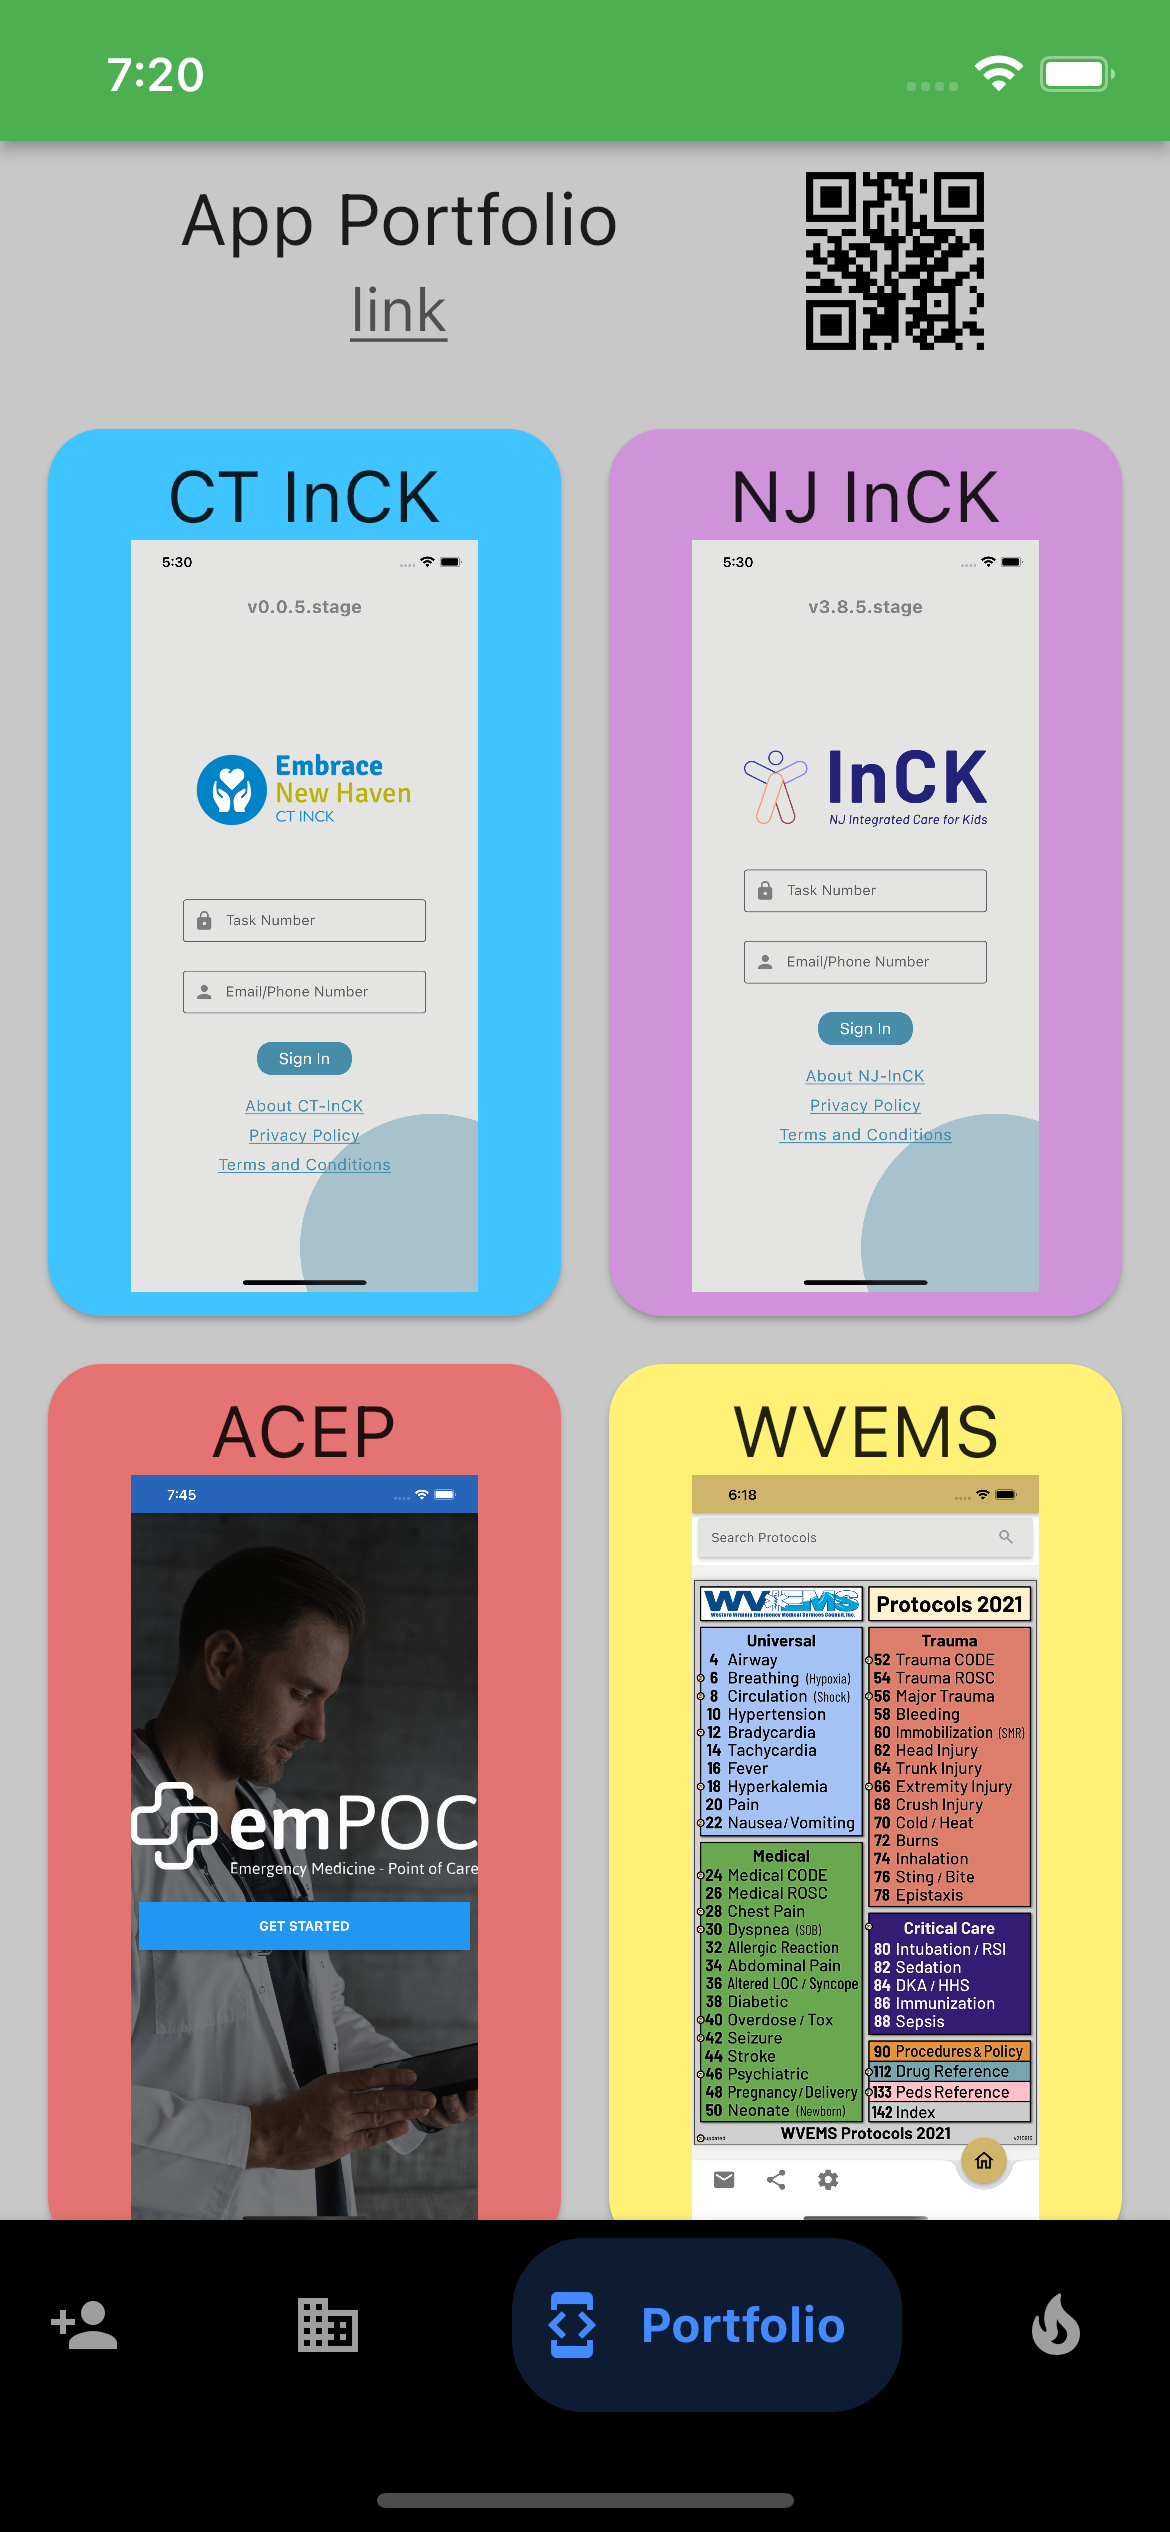 7:20
App Portfolio
link
CT InCK
5:30
v0.0.5.stage
Embrace
New Haven
CT INCK
Task Number
Email/Phone Number
Sign In
About CT-InCK
Privacy Policy
Terms and Conditions
NJ InCK
5:30
v3.8.5.stage
InCK
NJ Integrated Care for Kids
Task Number
Email/Phone Number
Sign In
About NJ-InCK
Privacy Policy
Terms and Conditions
ACEP
7:45
emPOC
Emergency Medicine - Point of Care
GET STARTED
WVEMS
6:18
Search Protocols
WVEMS
Western Virginia Emergency Medical Services Council, Inc.
Protocols 2021
Universal
4 Airway
6 Breathing (Hypoxia)
8 Circulation (Shock)
10 Hypertension
12 Bradycardia
14 Tachycardia
16 Fever
18 Hyperkalemia
20 Pain
22 Nausea/Vomiting
Medical
24 Medical CODE
26 Medical ROSC
28 Chest Pain
30 Dyspnea (SOB)
32 Allergic Reaction
34 Abdominal Pain
36 Altered LOC / Syncope
38 Diabetic
40 Overdose / Tox
42 Seizure
44 Stroke
46 Psychiatric
48 Pregnancy/Delivery
50 Neonate (Newborn)
Trauma
52 Trauma CODE
54 Trauma ROSC
56 Major Trauma
58 Bleeding
60 Immobilization (SMR)
62 Head Injury
64 Trunk Injury
66 Extremity Injury
68 Crush Injury
70 Cold / Heat
72 Burns
74 Inhalation
76 Sting / Bite
78 Epistaxis
Critical Care
80 Intubation / RSI
82 Sedation
84 DKA / HHS
86 Immunization
88 Sepsis
90 Procedures & Policy
112 Drug Reference
133 Peds Reference
142 Index
updated
WVEMS Protocols 2021
Portfolio